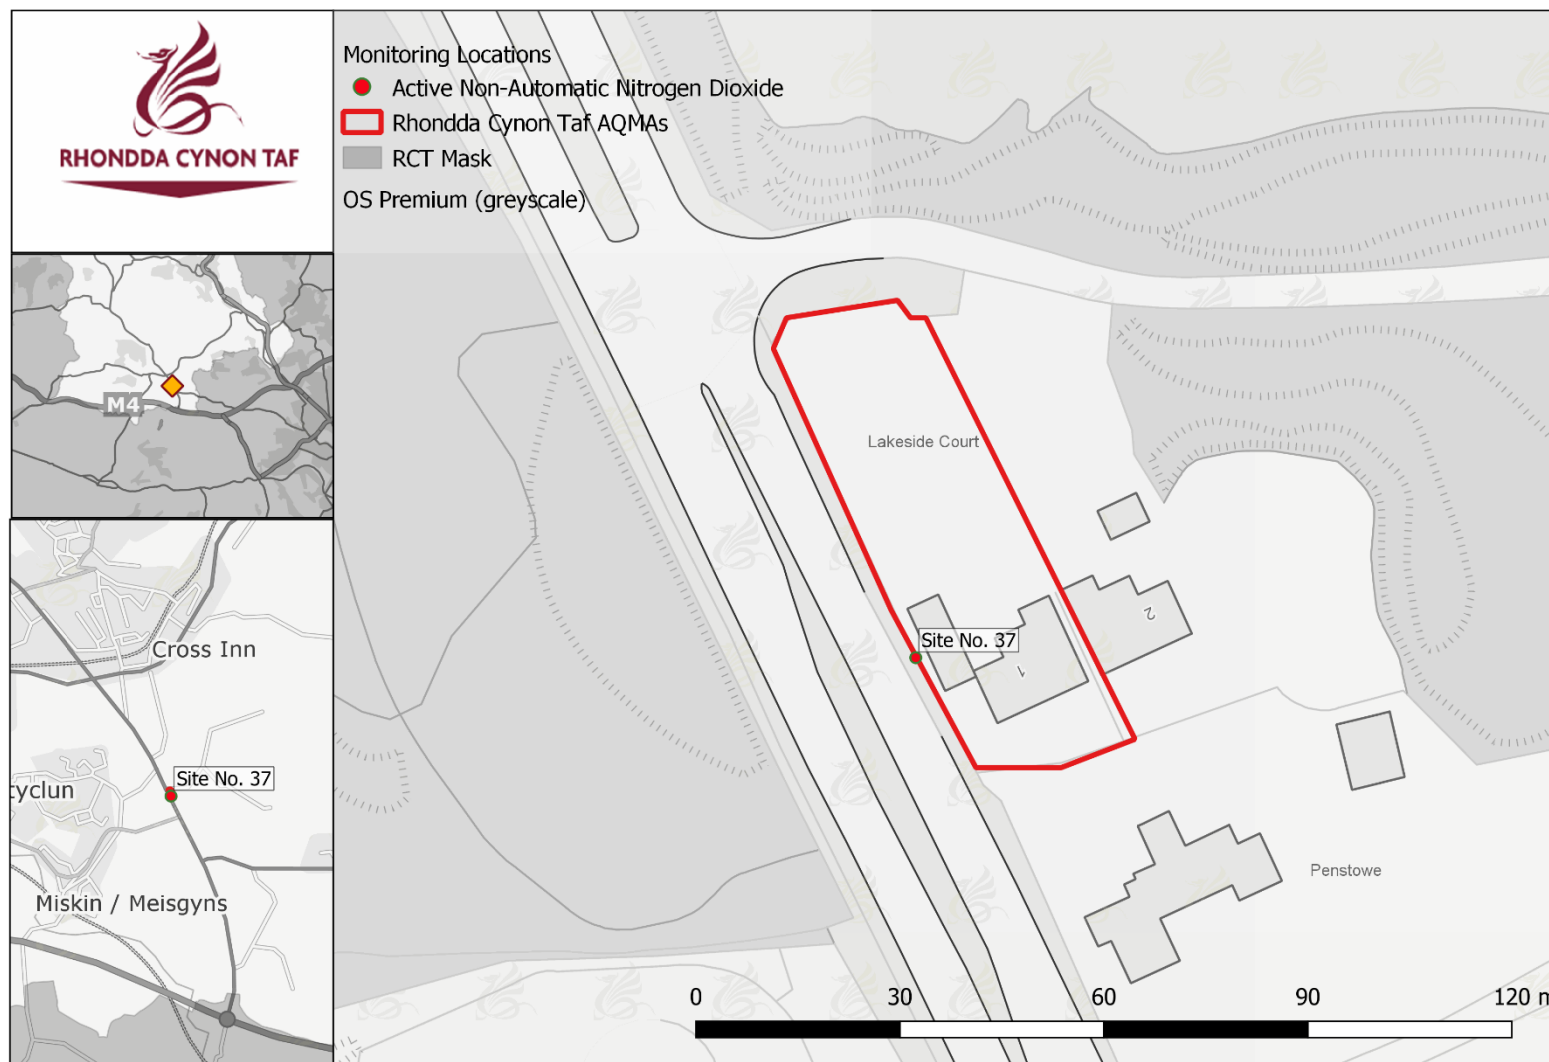 RHONDDA CYNON TAF
Monitoring Locations
Active Non-Automatic Nitrogen Dioxide
Rhondda Cynon Taf AQMAs
RCT Mask
OS Premium (greyscale)
M4
Cross Inn
Site No. 37
cyclun
Miskin / Meisgyns
Lakeside Court
Site No. 37
1
2
Penstowe
0 30 60 90 120 m